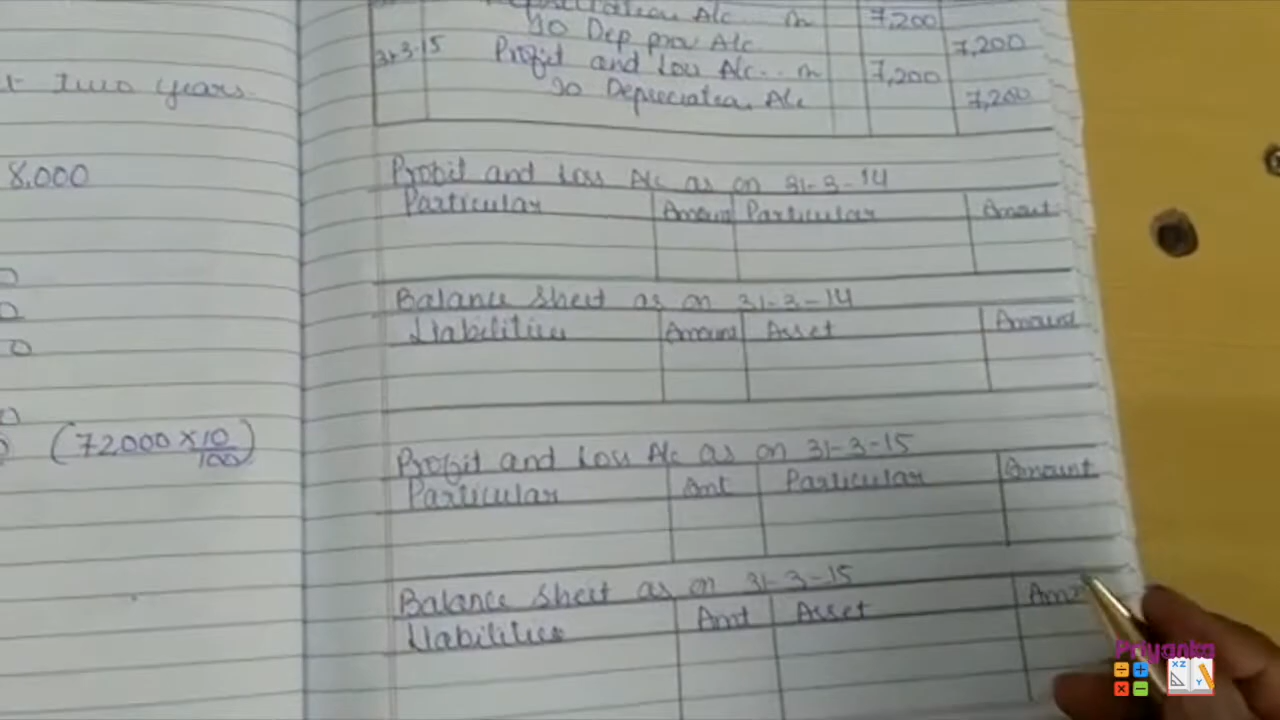 t Two years.
8.000
(72000 × 10/100)
Depreciation A/c 7,200
To Dep prov A/c 7,200
31-3-15 Profit and Loss A/c 7,200
To Depreciation A/c 7,200
Profit and Loss A/c as on 31-3-14
Particular Amount Particular Amount
Balance Sheet as on 31-3-14
Liabilities Amount Asset Amount
Profit and Loss A/c as on 31-3-15
Particular Amt Particular Amount
Balance Sheet as on 31-3-15
Liabilities Amt Asset
Priyanka